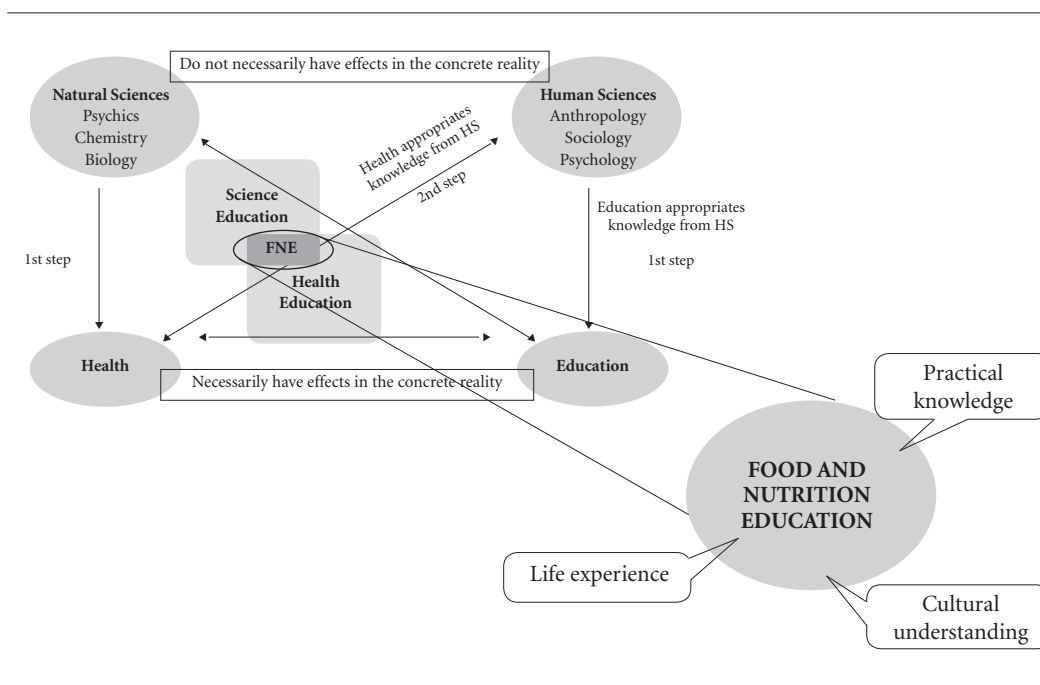 Do not necessarily have effects in the concrete reality
Natural Sciences
Psychics
Chemistry
Biology
Human Sciences
Anthropology
Sociology
Psychology
Health appropriates
knowledge from HS
2nd step
Science
Education
Education appropriates
knowledge from HS
1st step
1st step
FNE
Health
Education
Health
Education
Necessarily have effects in the concrete reality
Practical
knowledge
FOOD AND
NUTRITION
EDUCATION
Life experience
Cultural
understanding